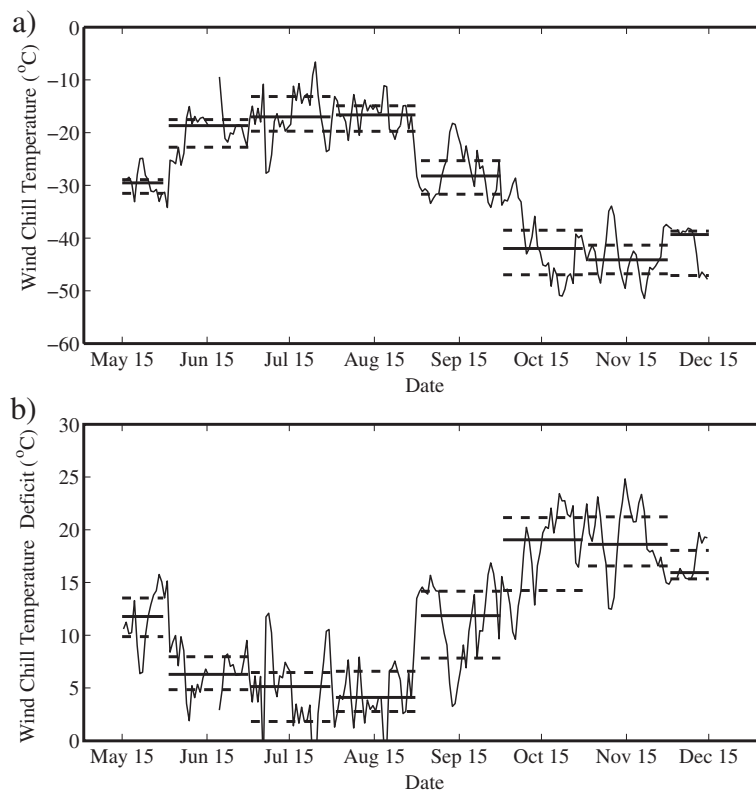 a)
Wind Chill Temperature (°C)
0
−10
−20
−30
−40
−50
−60
May 15 Jun 15 Jul 15 Aug 15 Sep 15 Oct 15 Nov 15 Dec 15
Date
b)
Wind Chill Temperature Deficit (°C)
30
25
20
15
10
5
0
May 15 Jun 15 Jul 15 Aug 15 Sep 15 Oct 15 Nov 15 Dec 15
Date